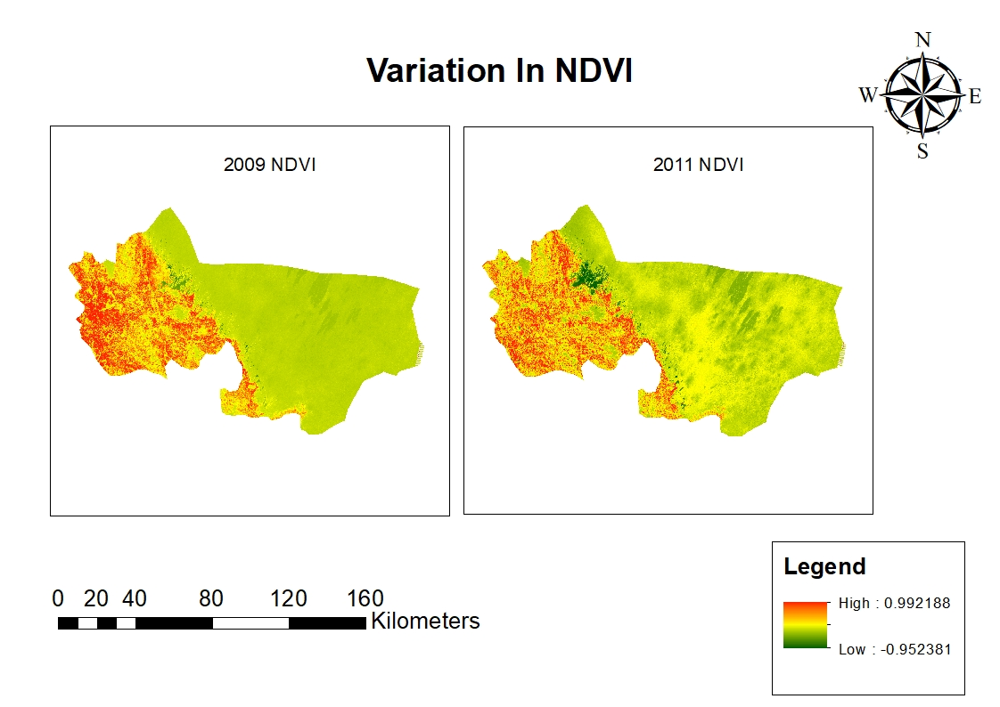 N
Variation In NDVI
W E
S
2009 NDVI
2011 NDVI
Legend
High : 0.992188
Low : -0.952381
0 20 40 80 120 160
Kilometers